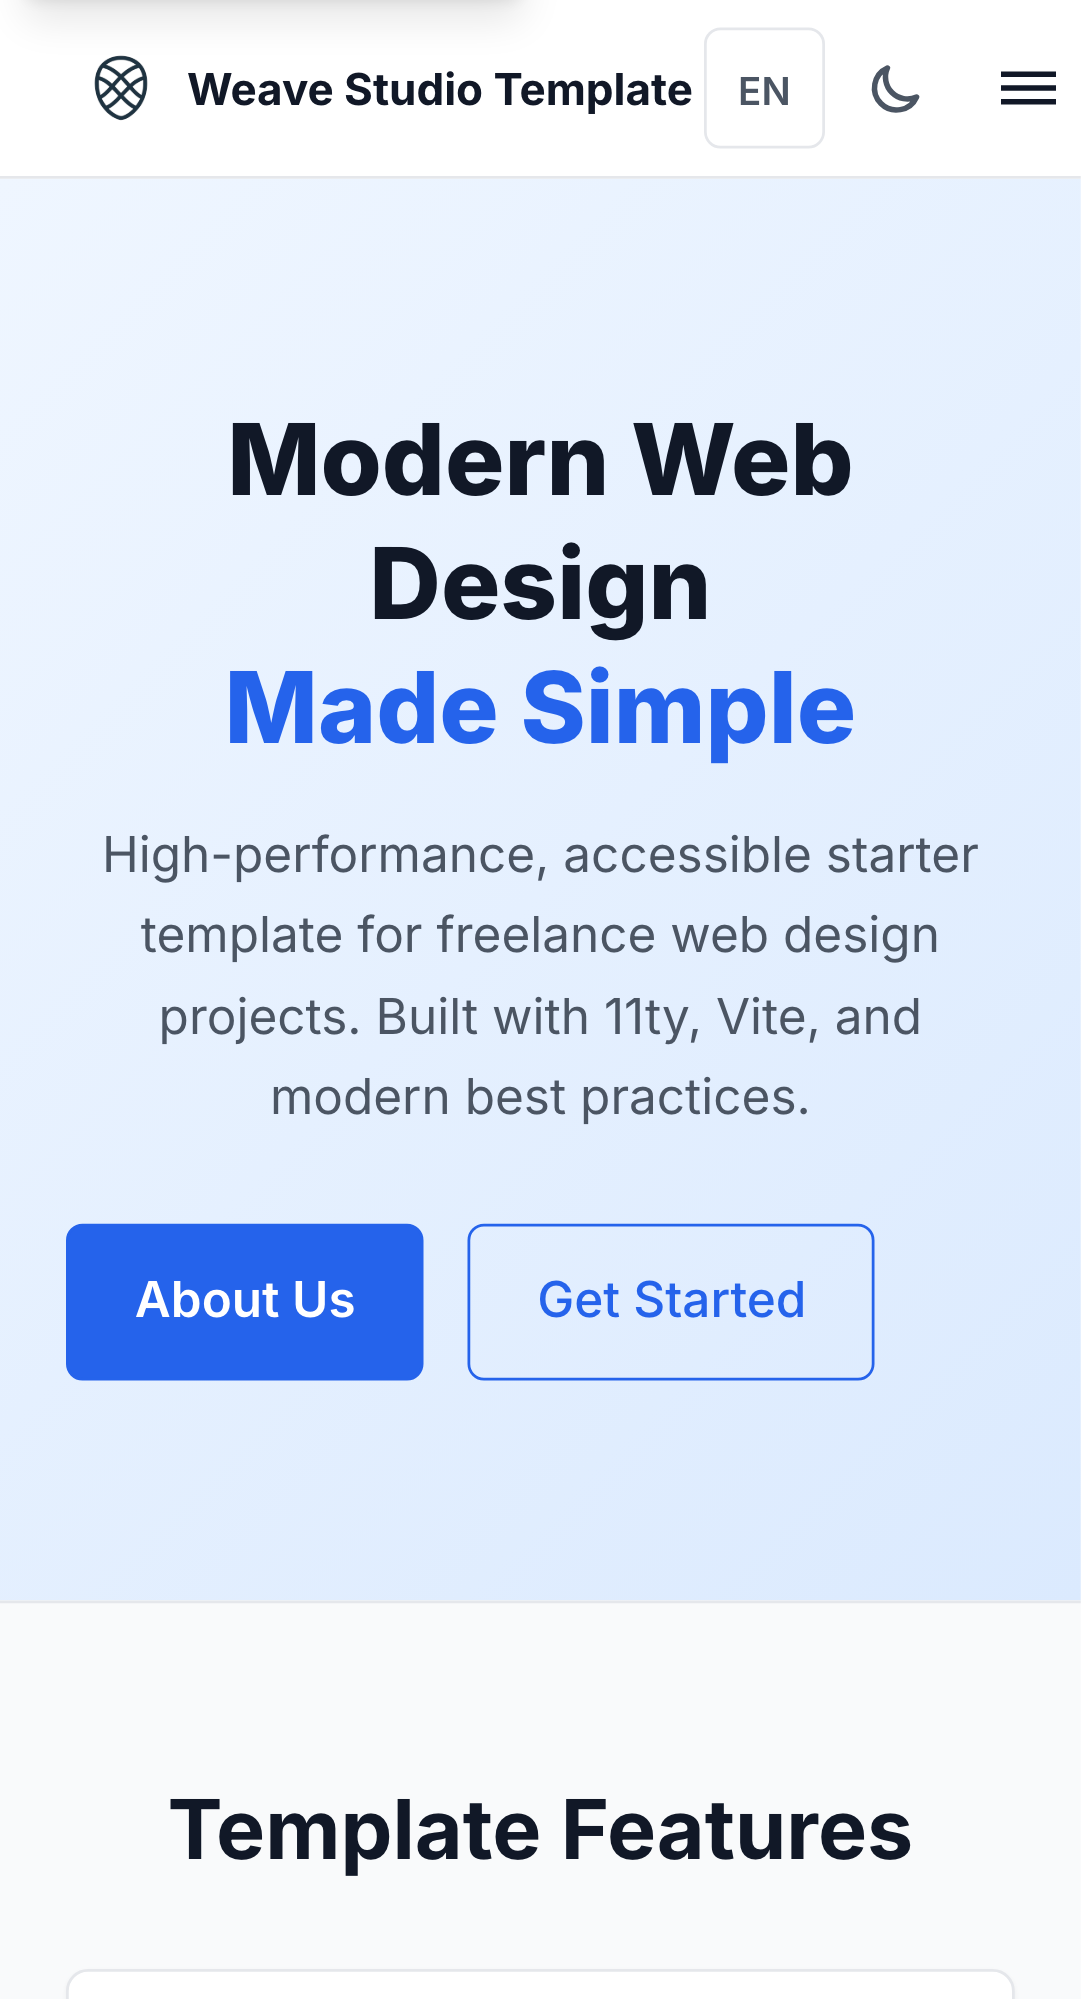 Weave Studio Template EN
Modern Web
Design
Made Simple
High-performance, accessible starter
template for freelance web design
projects. Built with 11ty, Vite, and
modern best practices.
About Us Get Started
Template Features